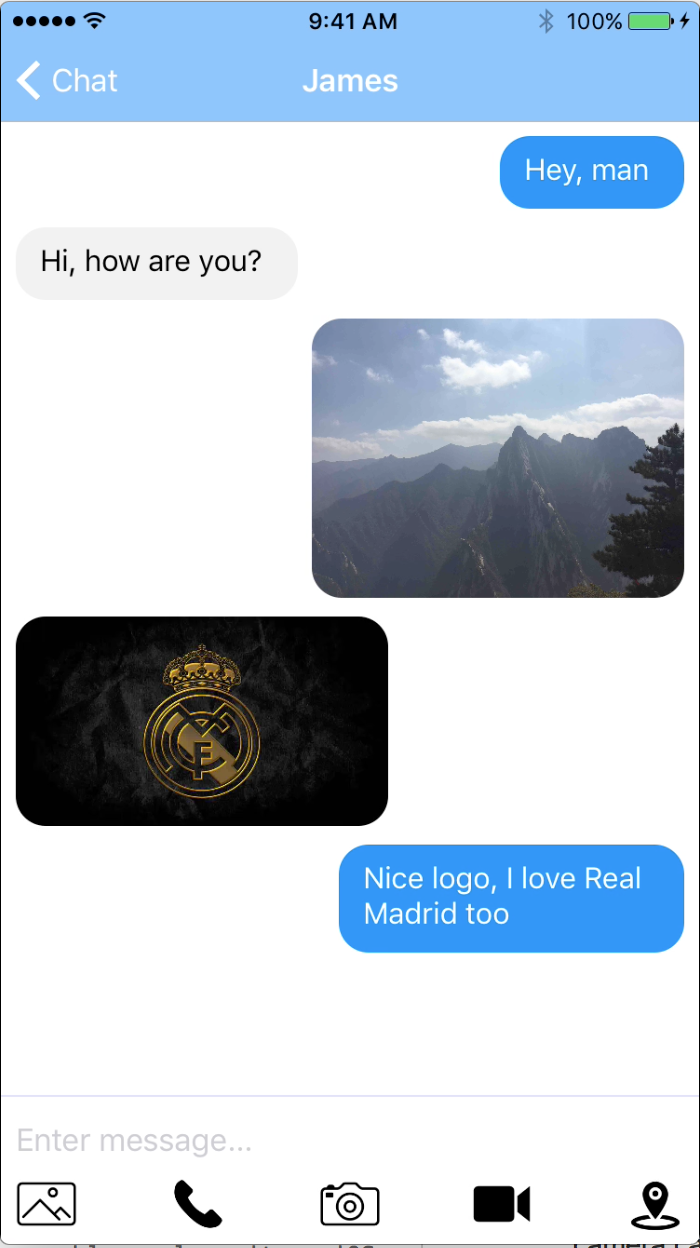 9:41 AM 100%
Chat James
Hey, man
Hi, how are you?
Nice logo, I love Real
Madrid too
Enter message...